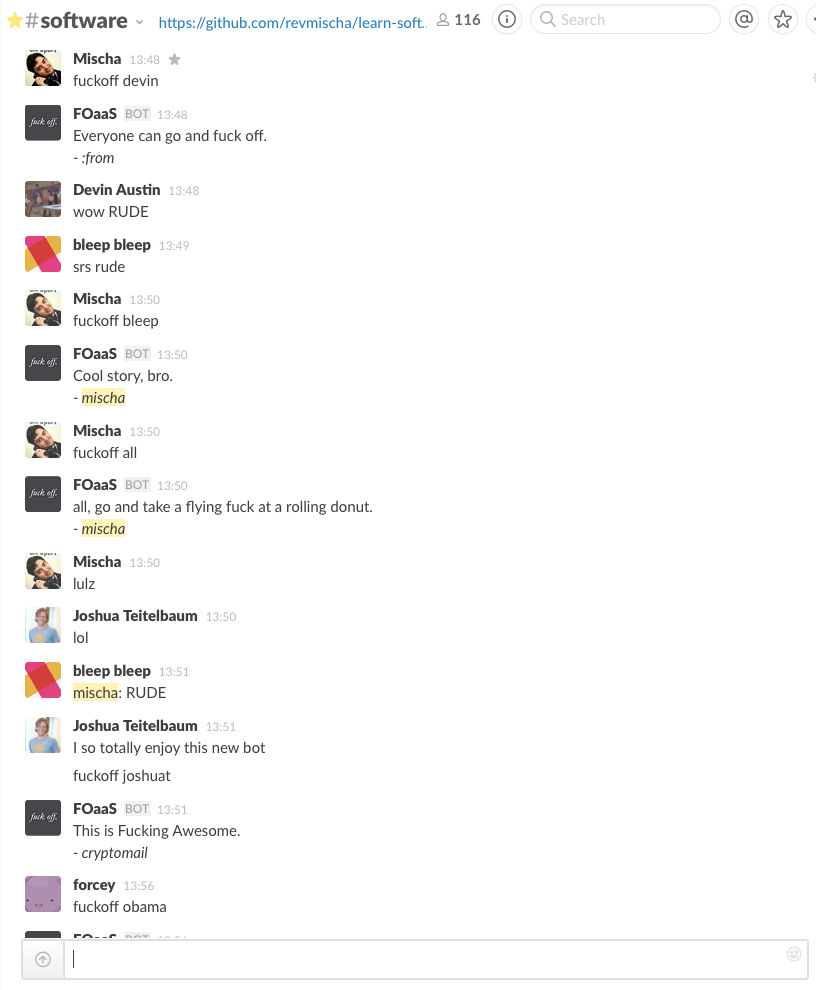 #software
https://github.com/revmischa/learn-soft..
116
Search
Mischa 13:48
fuckoff devin
fuck off.
FOaaS BOT 13:48
Everyone can go and fuck off.
- :from
Devin Austin 13:48
wow RUDE
bleep bleep 13:49
srs rude
Mischa 13:50
fuckoff bleep
fuck off.
FOaaS BOT 13:50
Cool story, bro.
- mischa
Mischa 13:50
fuckoff all
fuck off.
FOaaS BOT 13:50
all, go and take a flying fuck at a rolling donut.
- mischa
Mischa 13:50
lulz
Joshua Teitelbaum 13:50
lol
bleep bleep 13:51
mischa: RUDE
Joshua Teitelbaum 13:51
I so totally enjoy this new bot
fuckoff joshuat
fuck off.
FOaaS BOT 13:51
This is Fucking Awesome.
- cryptomail
forcey 13:56
fuckoff obama
FOaaS BOT